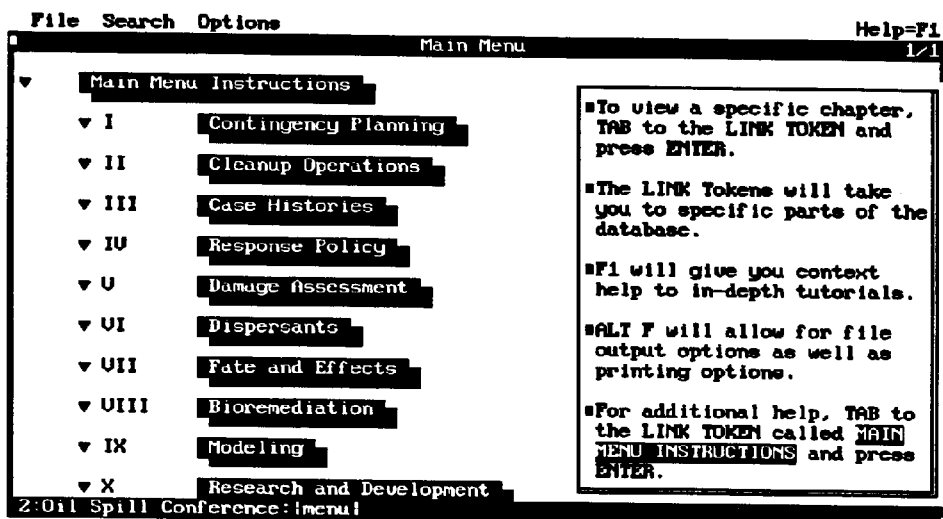 File Search Options Help=F1
Main Menu 1/1
Main Menu Instructions
I Contingency Planning
II Cleanup Operations
III Case Histories
IV Response Policy
V Damage Assessment
VI Dispersants
VII Fate and Effects
VIII Bioremediation
IX Modeling
X Research and Development
To view a specific chapter,
TAB to the LINK TOKEN and
press ENTER.
The LINK Tokens will take
you to specific parts of the
database.
F1 will give you context
help to in-depth tutorials.
ALT F will allow for file
output options as well as
printing options.
For additional help, TAB to
the LINK TOKEN called MAIN
MENU INSTRUCTIONS and press
ENTER.
2:Oil Spill Conference:|menu|